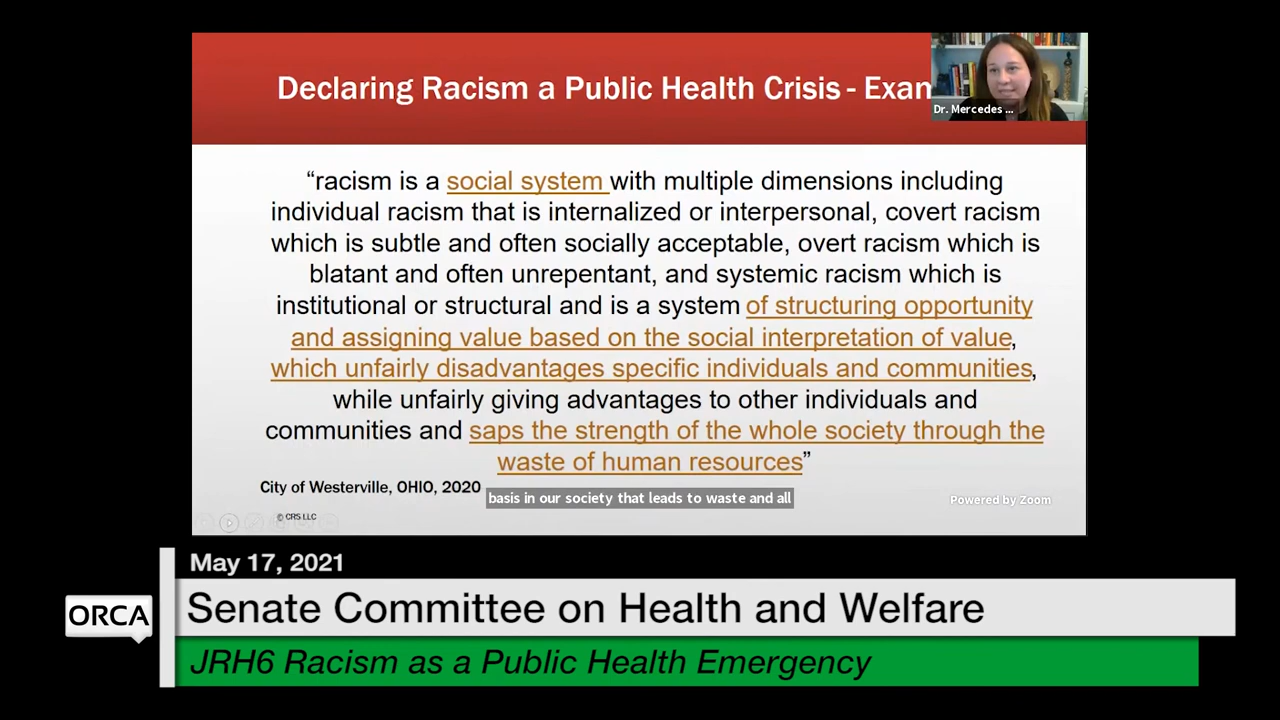 Declaring Racism a Public Health Crisis - Exan
Dr. Mercedes ...
“racism is a social system with multiple dimensions including
individual racism that is internalized or interpersonal, covert racism
which is subtle and often socially acceptable, overt racism which is
blatant and often unrepentant, and systemic racism which is
institutional or structural and is a system of structuring opportunity
and assigning value based on the social interpretation of value,
which unfairly disadvantages specific individuals and communities,
while unfairly giving advantages to other individuals and
communities and saps the strength of the whole society through the
waste of human resources”
City of Westerville, OHIO, 2020
basis in our society that leads to waste and all
Powered by Zoom
© CRS LLC
May 17, 2021
ORCA
Senate Committee on Health and Welfare
JRH6 Racism as a Public Health Emergency